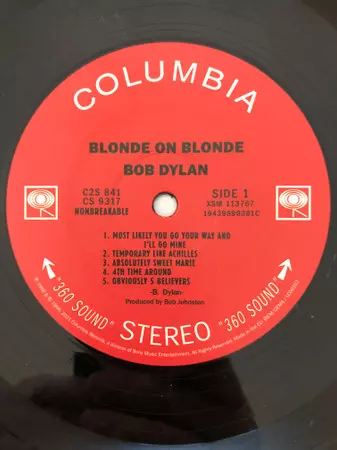 COLUMBIA
BLONDE ON BLONDE
BOB DYLAN
C2S 841
CS 9317
NONBREAKABLE
SIDE 1
XSM 113767
19439980281C
1. MOST LIKELY YOU GO YOUR WAY AND
I'LL GO MINE
2. TEMPORARY LIKE ACHILLES
3. ABSOLUTELY SWEET MARIE
4. 4TH TIME AROUND
5. OBVIOUSLY 5 BELIEVERS
-B. Dylan-
Produced by Bob Johnston
"360 SOUND" STEREO "360 SOUND"